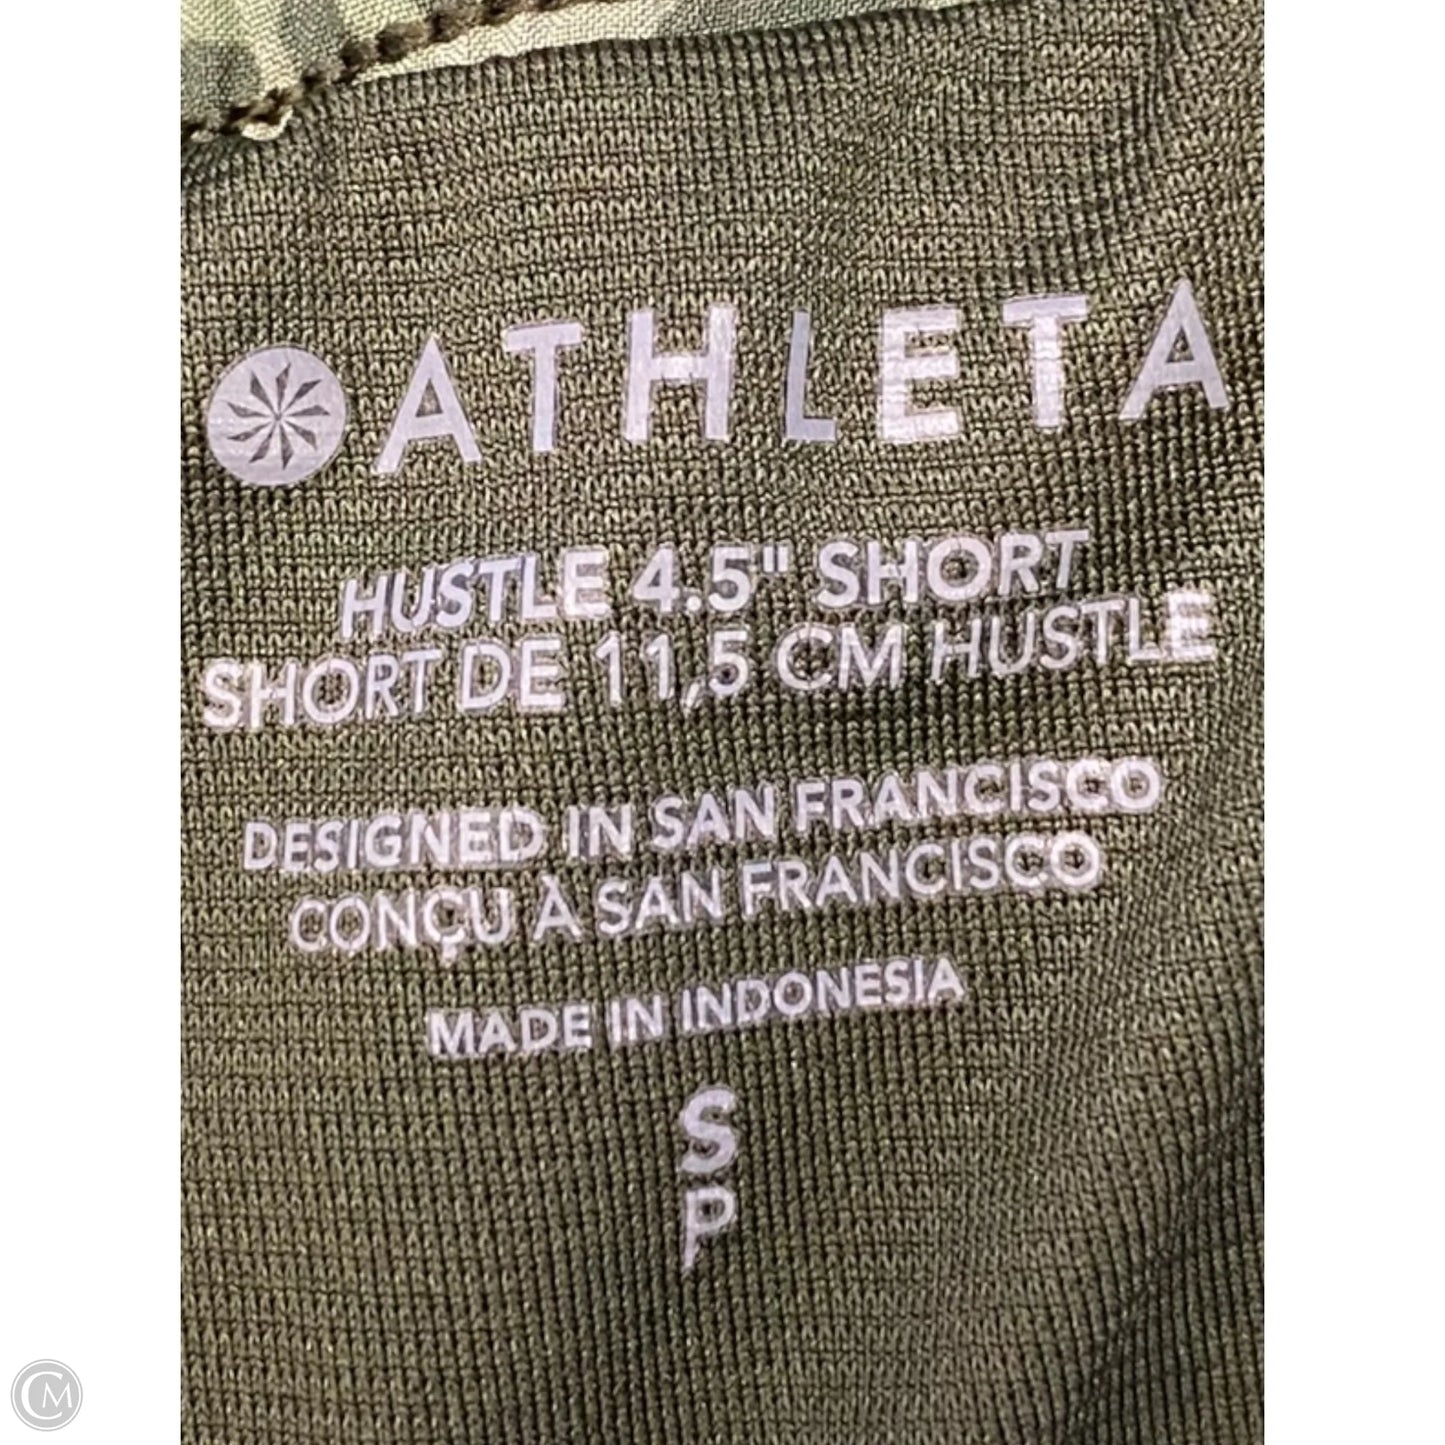 ATHLETA
HUSTLE 4.5" SHORT
SHORT DE 11,5 CM HUSTLE
DESIGNED IN SAN FRANCISCO
CONÇU À SAN FRANCISCO
MADE IN INDONESIA
S
P
CM